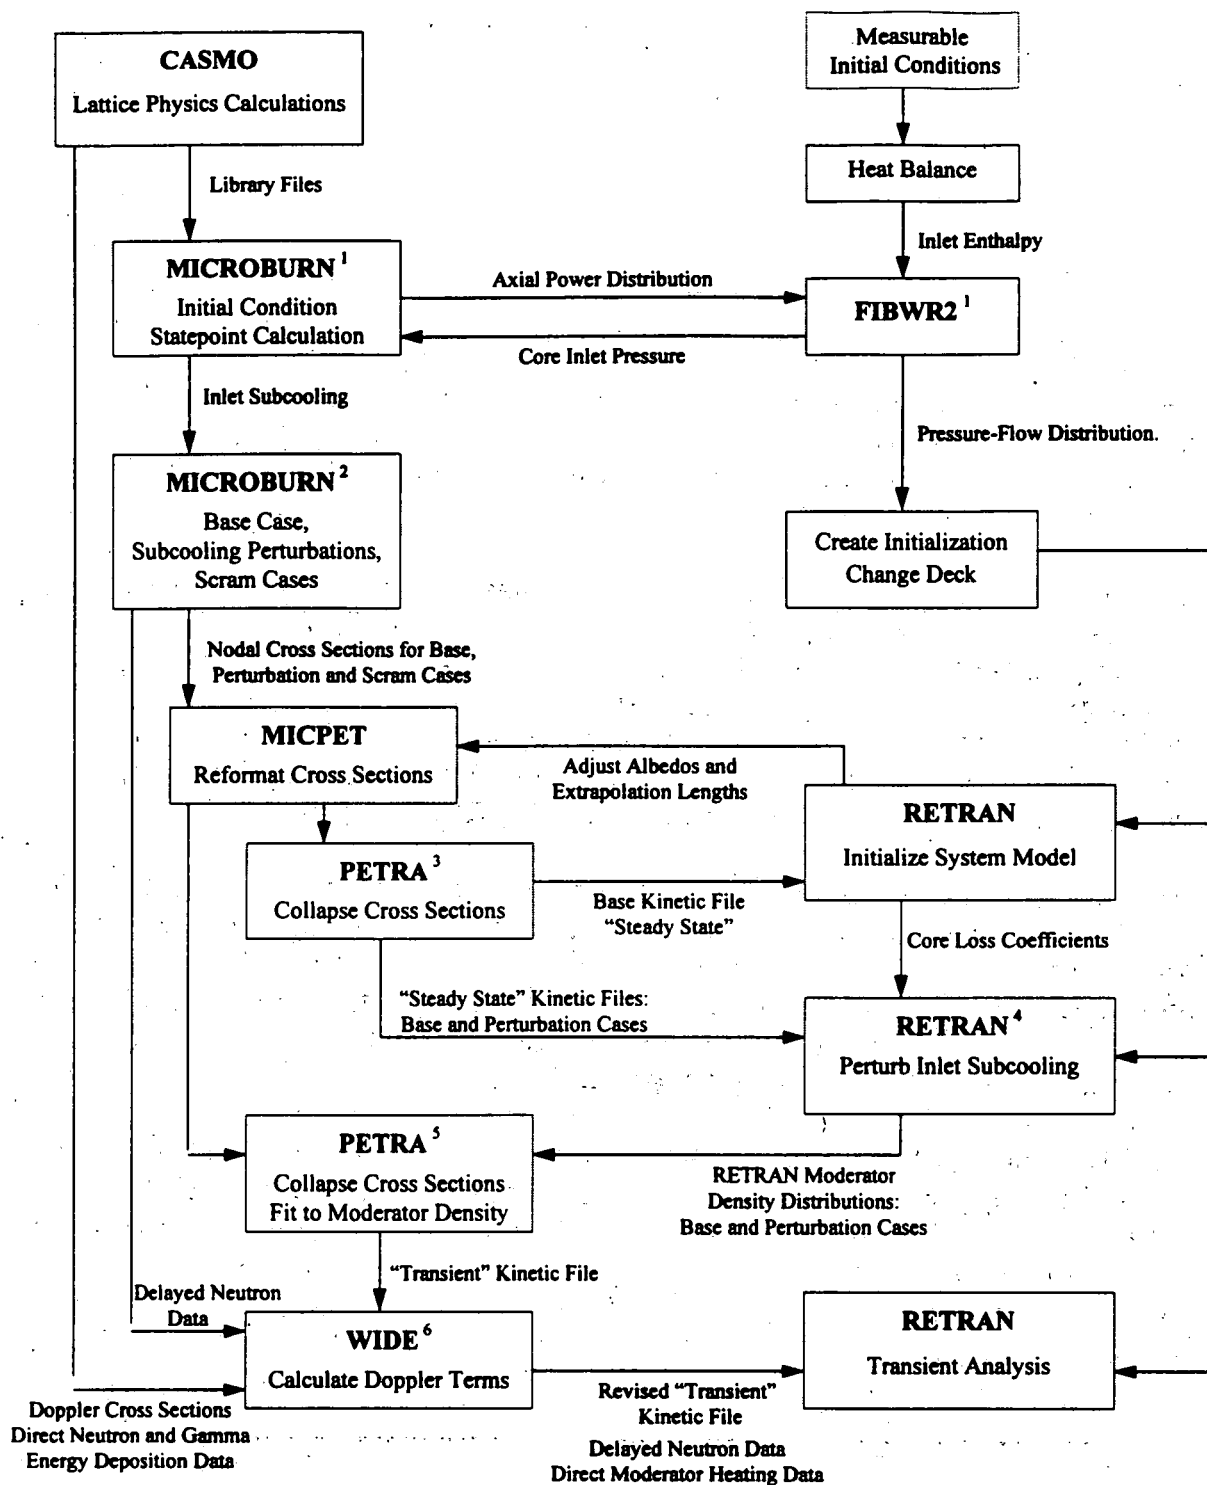 CASMO
Lattice Physics Calculations
Measurable
Initial Conditions
Heat Balance
Library Files
Inlet Enthalpy
MICROBURN 1
Initial Condition
Statepoint Calculation
Axial Power Distribution
Core Inlet Pressure
FIBWR2 1
Inlet Subcooling
Pressure-Flow Distribution.
MICROBURN 2
Base Case,
Subcooling Perturbations,
Scram Cases
Create Initialization
Change Deck
Nodal Cross Sections for Base,
Perturbation and Scram Cases
MICPET
Reformat Cross Sections
Adjust Albedos and
Extrapolation Lengths
RETRAN
Initialize System Model
PETRA 3
Collapse Cross Sections
Base Kinetic File
“Steady State”
Core Loss Coefficients
“Steady State” Kinetic Files:
Base and Perturbation Cases
RETRAN 4
Perturb Inlet Subcooling
PETRA 5
Collapse Cross Sections
Fit to Moderator Density
RETRAN Moderator
Density Distributions:
Base and Perturbation Cases
“Transient” Kinetic File
Delayed Neutron
Data
WIDE 6
Calculate Doppler Terms
RETRAN
Transient Analysis
Doppler Cross Sections
Direct Neutron and Gamma
Energy Deposition Data
Revised “Transient”
Kinetic File
Delayed Neutron Data
Direct Moderator Heating Data